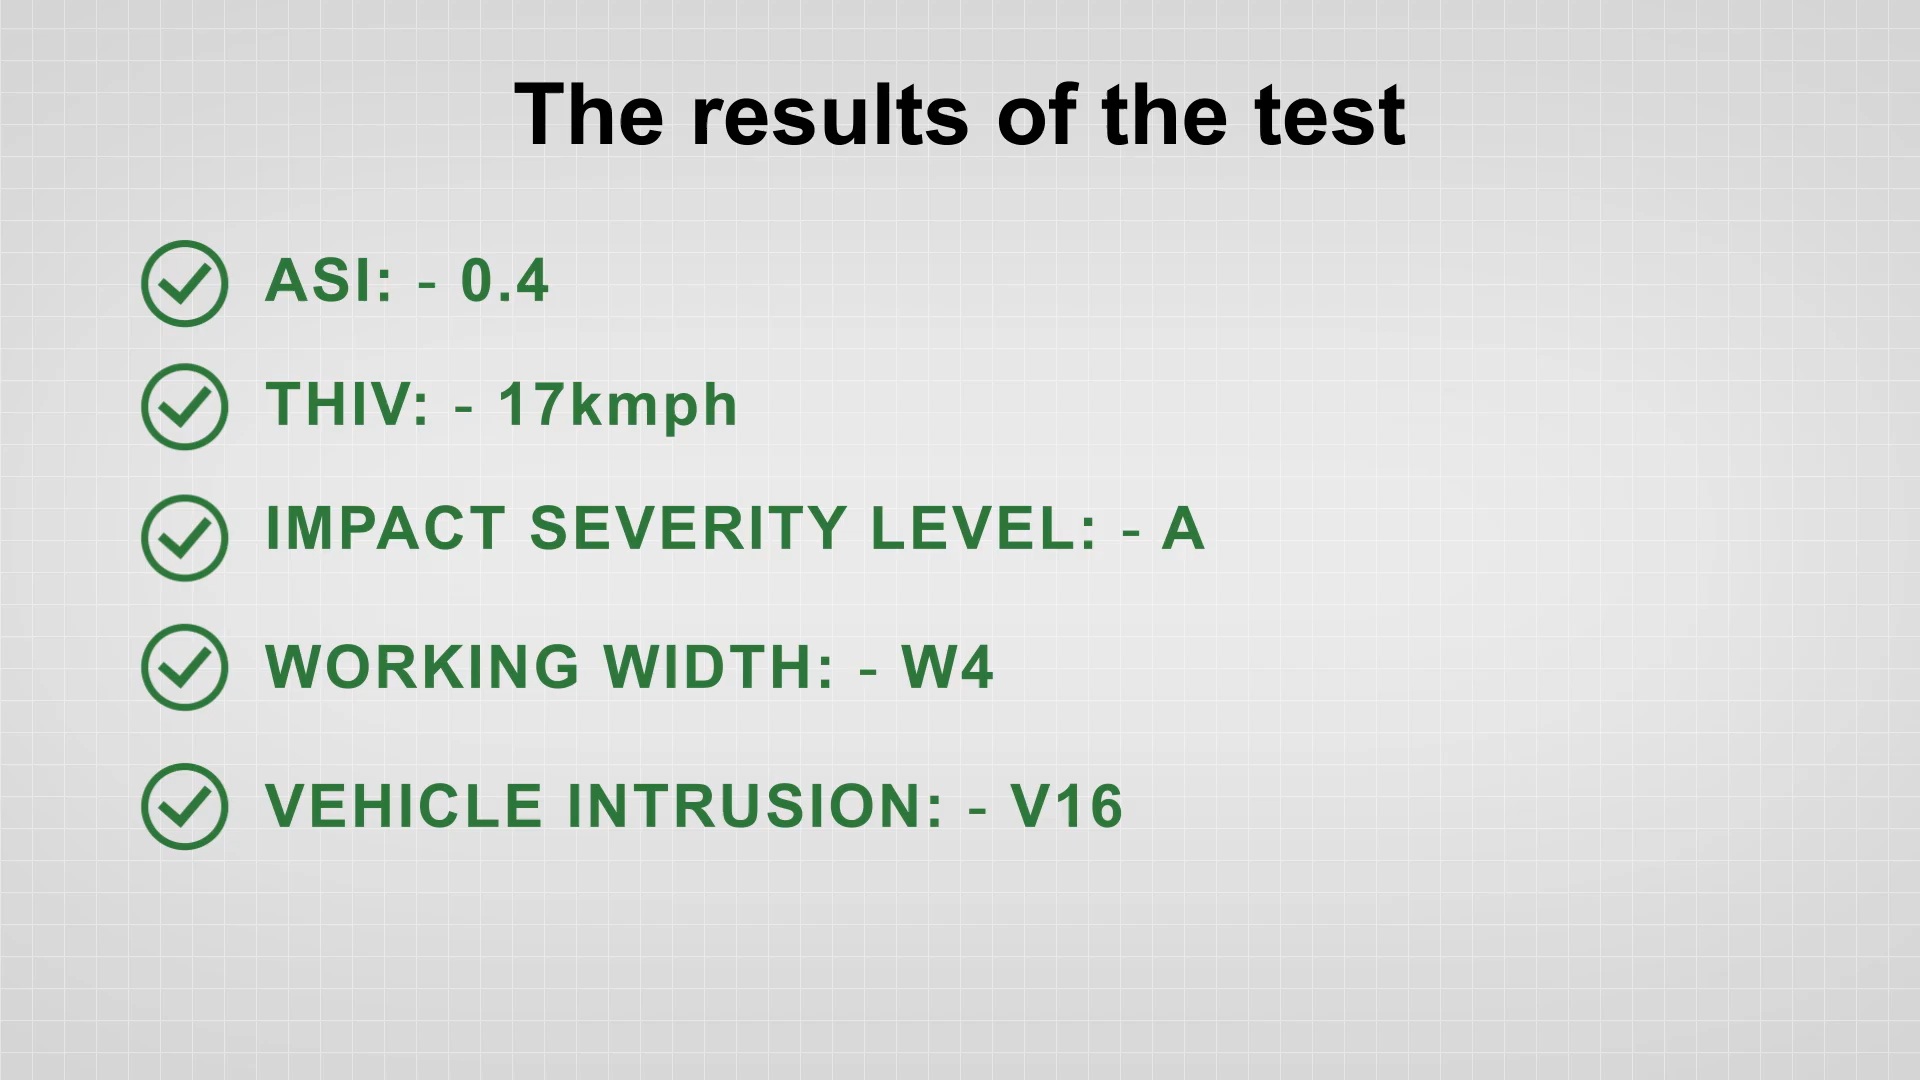 The results of the test
ASI: - 0.4
THIV: - 17kmph
IMPACT SEVERITY LEVEL: - A
WORKING WIDTH: - W4
VEHICLE INTRUSION: - V16